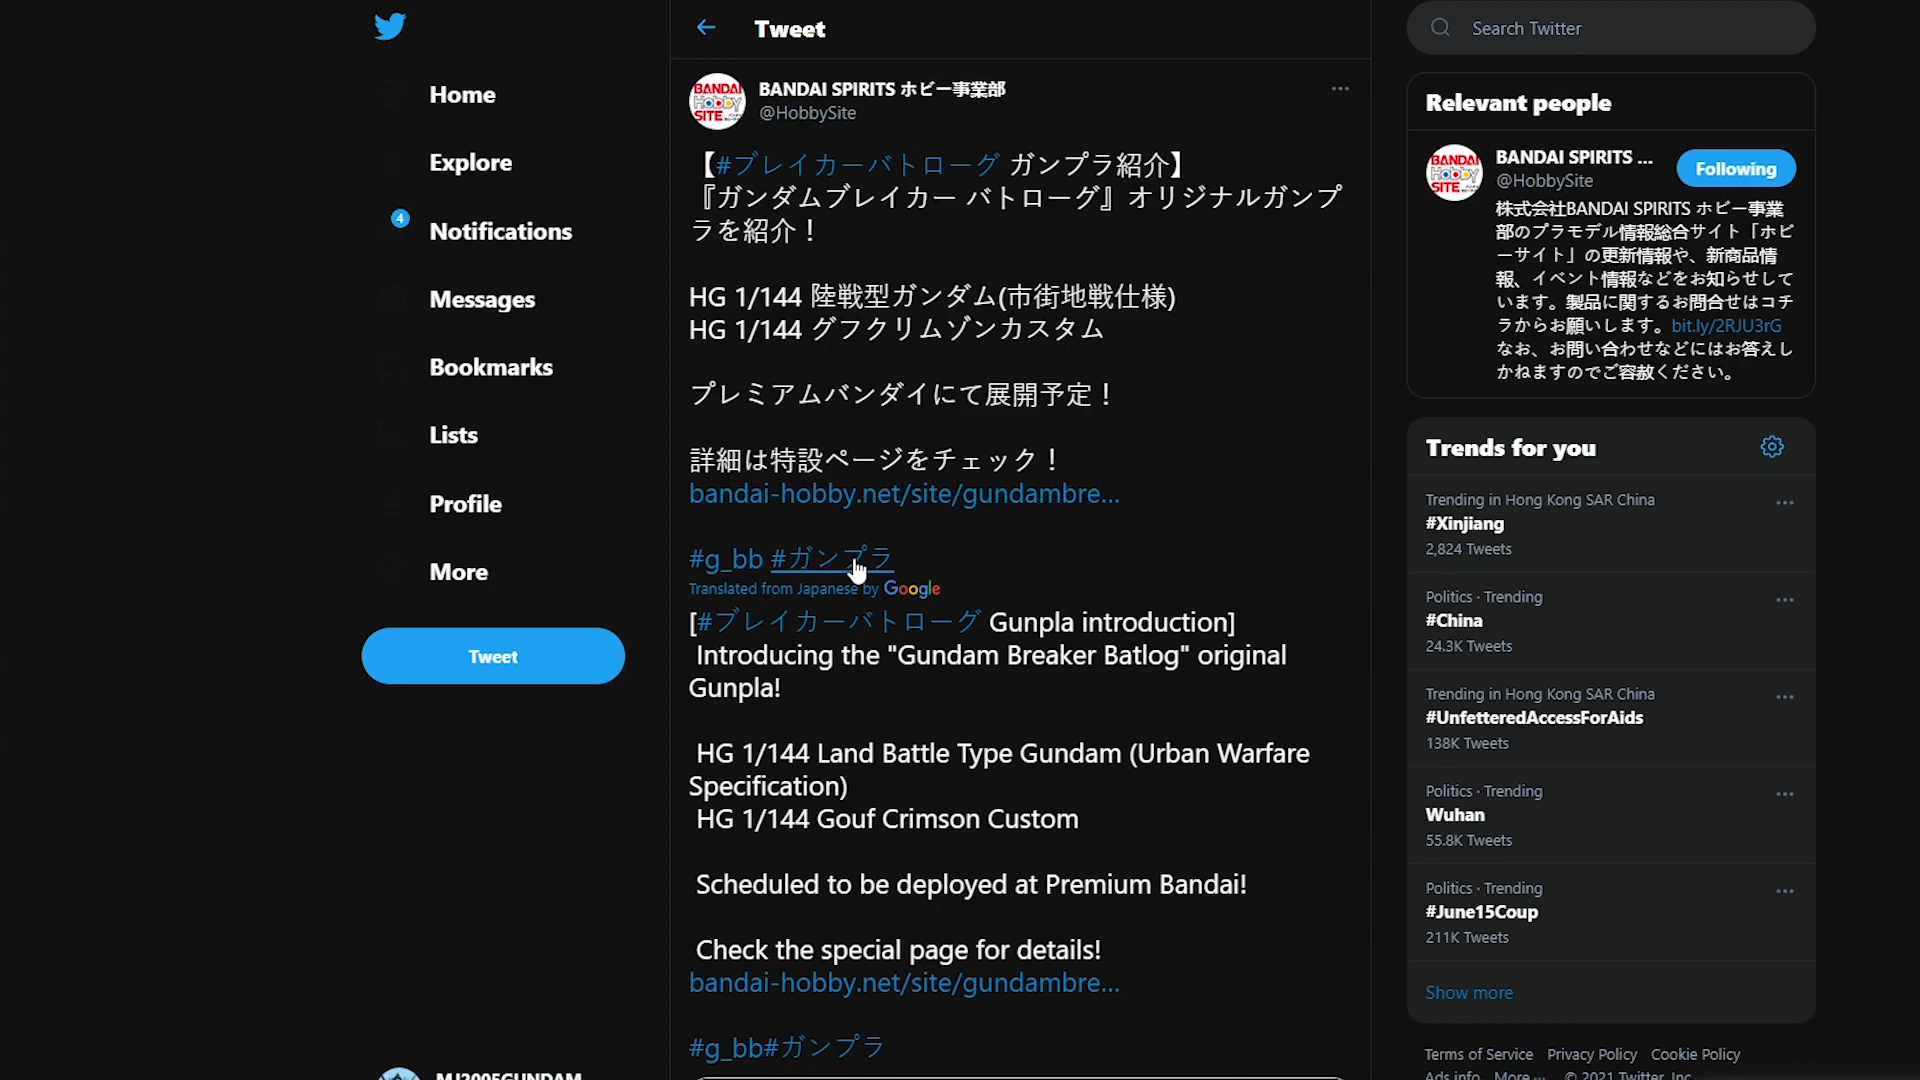 Home
Explore
4
Notifications
Messages
Bookmarks
Lists
Profile
More
Tweet
Tweet
BANDAI SPIRITS ホビー事業部
@HobbySite
【#ブレイカーバトローグ ガンプラ紹介】
『ガンダムブレイカー バトローグ』オリジナルガンプ
ラを紹介！
HG 1/144 陸戦型ガンダム(市街地戦仕様)
HG 1/144 グフクリムゾンカスタム
プレミアムバンダイにて展開予定！
詳細は特設ページをチェック！
bandai-hobby.net/site/gundambre...
#g_bb #ガンプラ
Translated from Japanese by Google
[#ブレイカーバトローグ Gunpla introduction]
Introducing the "Gundam Breaker Batlog" original
Gunpla!
HG 1/144 Land Battle Type Gundam (Urban Warfare
Specification)
HG 1/144 Gouf Crimson Custom
Scheduled to be deployed at Premium Bandai!
Check the special page for details!
bandai-hobby.net/site/gundambre...
#g_bb#ガンプラ
Search Twitter
Relevant people
BANDAI SPIRITS ...
@HobbySite
Following
株式会社BANDAI SPIRITS ホビー事業
部のプラモデル情報総合サイト「ホビ
ーサイト」の更新情報や、新商品情
報、イベント情報などをお知らせして
います。製品に関するお問合せはコチ
ラからお願いします。bit.ly/2RJU3rG
なお、お問い合わせなどにはお答えし
かねますのでご容赦ください。
Trends for you
Trending in Hong Kong SAR China
#Xinjiang
2,824 Tweets
Politics · Trending
#China
24.3K Tweets
Trending in Hong Kong SAR China
#UnfetteredAccessForAids
138K Tweets
Politics · Trending
Wuhan
55.8K Tweets
Politics · Trending
#June15Coup
211K Tweets
Show more
Terms of Service Privacy Policy Cookie Policy
Ads info More ... © 2021 Twitter, Inc.
MJ2005GUNDAM
BANDAI
HOBBY
SITE
BANDAI
HOBBY
SITE